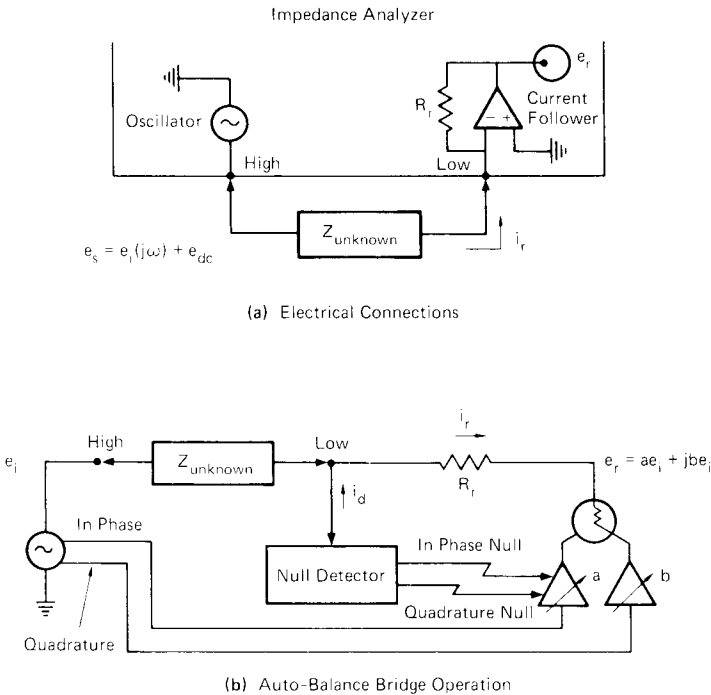 Impedance Analyzer
e_r
R_r
Current
Follower
Oscillator
− +
High
Low
Z_unknown
i_r
e_s = e_i(jω) + e_dc
(a) Electrical Connections
i_r
High
Low
e_i
Z_unknown
e_r = ae_i + jbe_i
R_r
i_d
In Phase
In Phase Null
Null Detector
a
b
Quadrature Null
Quadrature
(b) Auto-Balance Bridge Operation